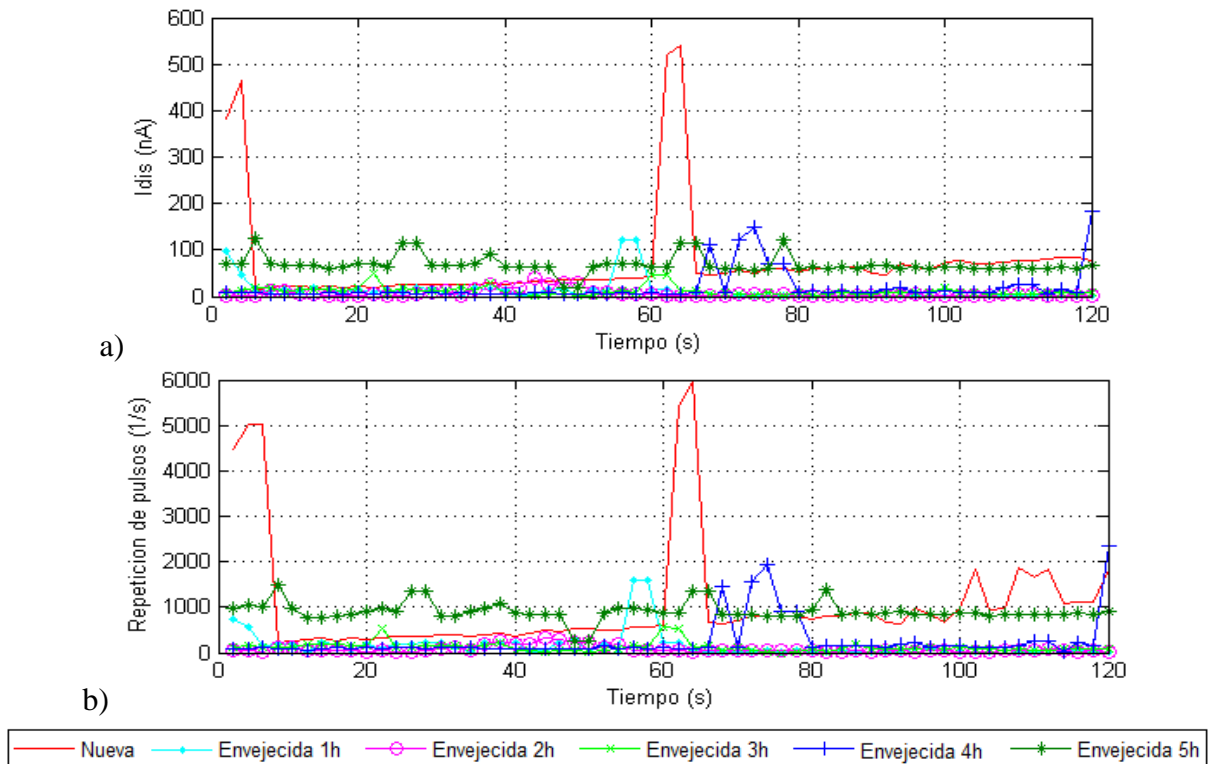 600
500
400
300
200
100
0
Idis (nA)
0 20 40 60 80 100 120
Tiempo (s)
a)
6000
5000
4000
3000
2000
1000
0
Repeticion de pulsos (1/s)
0 20 40 60 80 100 120
Tiempo (s)
b)
Nueva Envejecida 1h Envejecida 2h Envejecida 3h Envejecida 4h Envejecida 5h